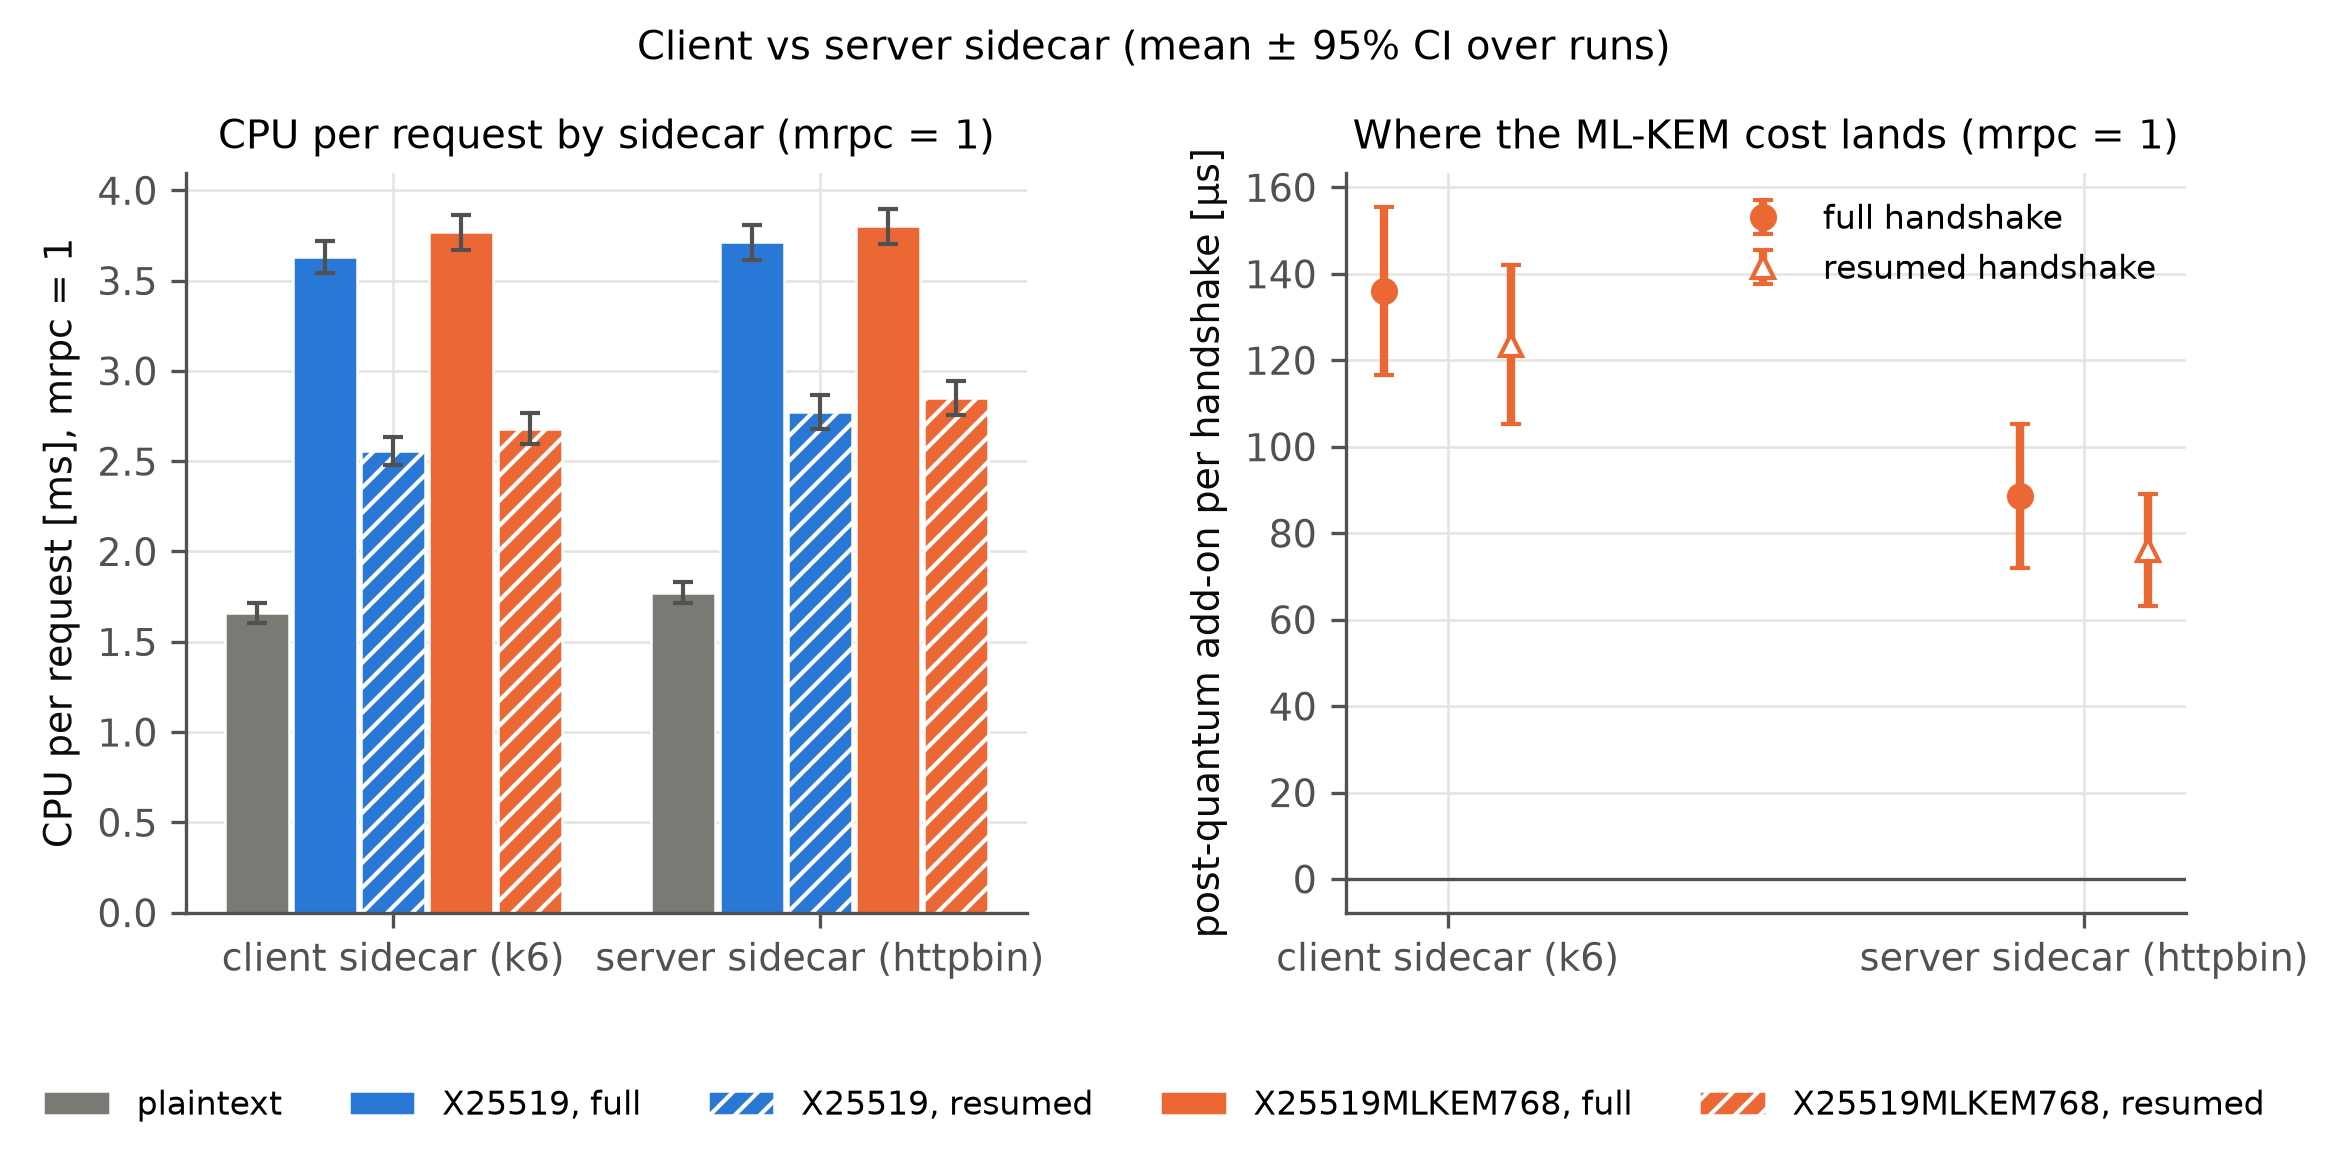 Client vs server sidecar (mean ± 95% CI over runs)
CPU per request by sidecar (mrpc = 1)
CPU per request [ms], mrpc = 1
4.0
3.5
3.0
2.5
2.0
1.5
1.0
0.5
0.0
client sidecar (k6)
server sidecar (httpbin)
Where the ML-KEM cost lands (mrpc = 1)
post-quantum add-on per handshake [µs]
160
140
120
100
80
60
40
20
0
full handshake
resumed handshake
client sidecar (k6)
server sidecar (httpbin)
plaintext
X25519, full
X25519, resumed
X25519MLKEM768, full
X25519MLKEM768, resumed